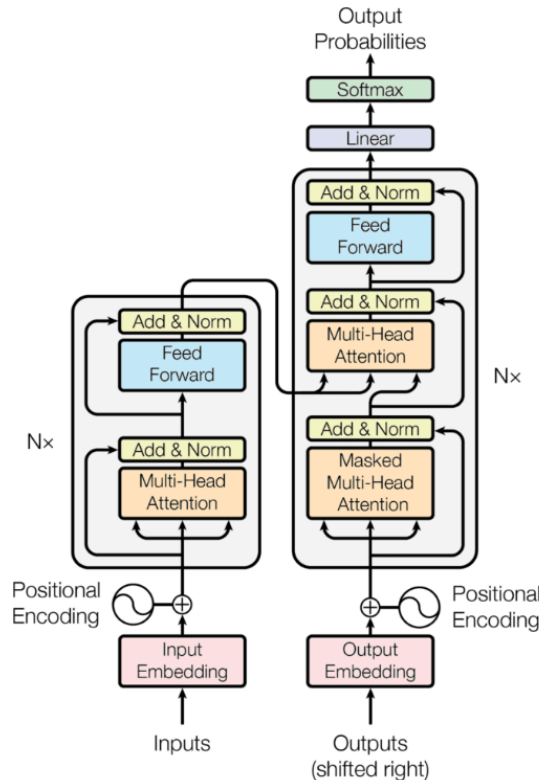 Output
Probabilities
Softmax
Linear
Add & Norm
Feed
Forward
Add & Norm
Multi-Head
Attention
Add & Norm
Masked
Multi-Head
Attention
N×
Add & Norm
Feed
Forward
Add & Norm
Multi-Head
Attention
N×
Positional
Encoding
Positional
Encoding
Input
Embedding
Output
Embedding
Inputs
Outputs
(shifted right)